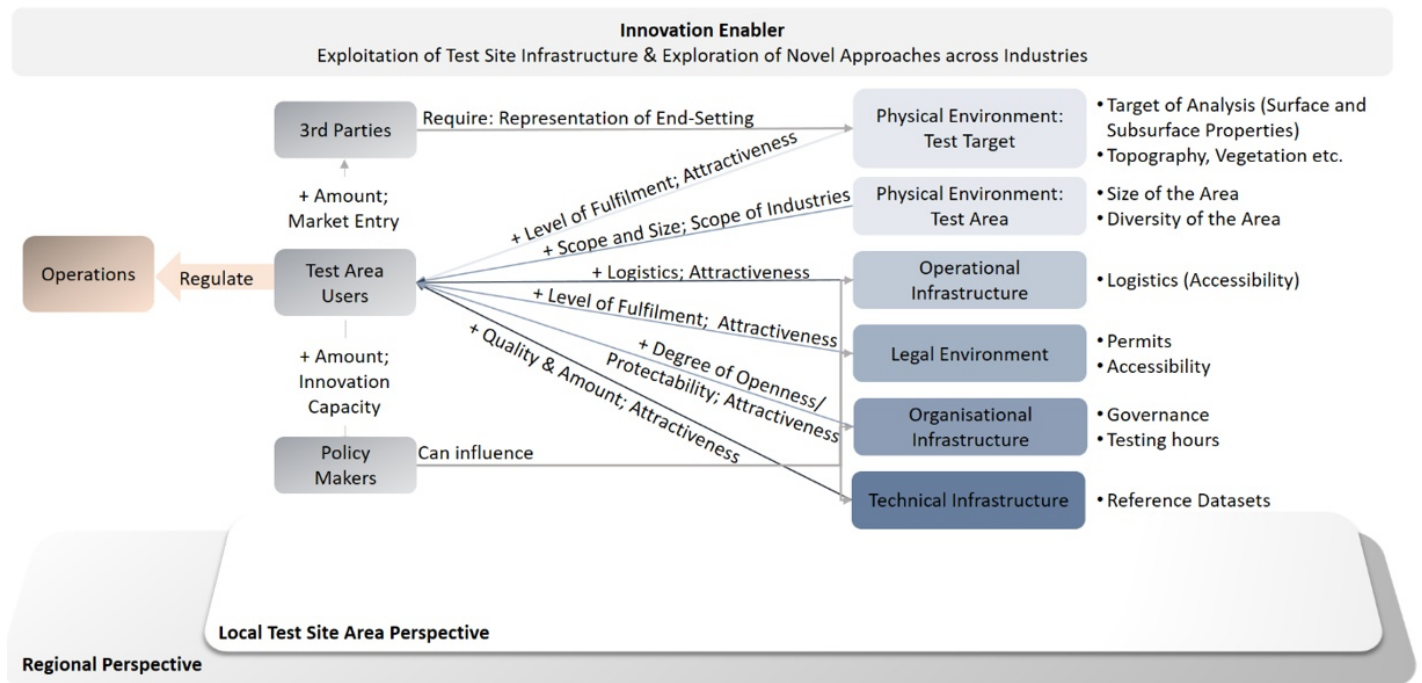 Innovation Enabler
Exploitation of Test Site Infrastructure & Exploration of Novel Approaches across Industries
3rd Parties
Require: Representation of End-Setting
Physical Environment:
Test Target
• Target of Analysis (Surface and
Subsurface Properties)
• Topography, Vegetation etc.
+ Amount;
Market Entry
+ Level of Fulfilment; Attractiveness
+ Scope and Size; Scope of Industries
Physical Environment:
Test Area
• Size of the Area
• Diversity of the Area
Operations
Regulate
Test Area
Users
+ Logistics; Attractiveness
Operational
Infrastructure
• Logistics (Accessibility)
+ Level of Fulfilment; Attractiveness
Legal Environment
• Permits
• Accessibility
+ Amount;
Innovation
Capacity
+ Degree of Openness/
Protectability; Attractiveness
Organisational
Infrastructure
• Governance
• Testing hours
+ Quality & Amount; Attractiveness
Policy
Makers
Can influence
Technical Infrastructure
• Reference Datasets
Local Test Site Area Perspective
Regional Perspective